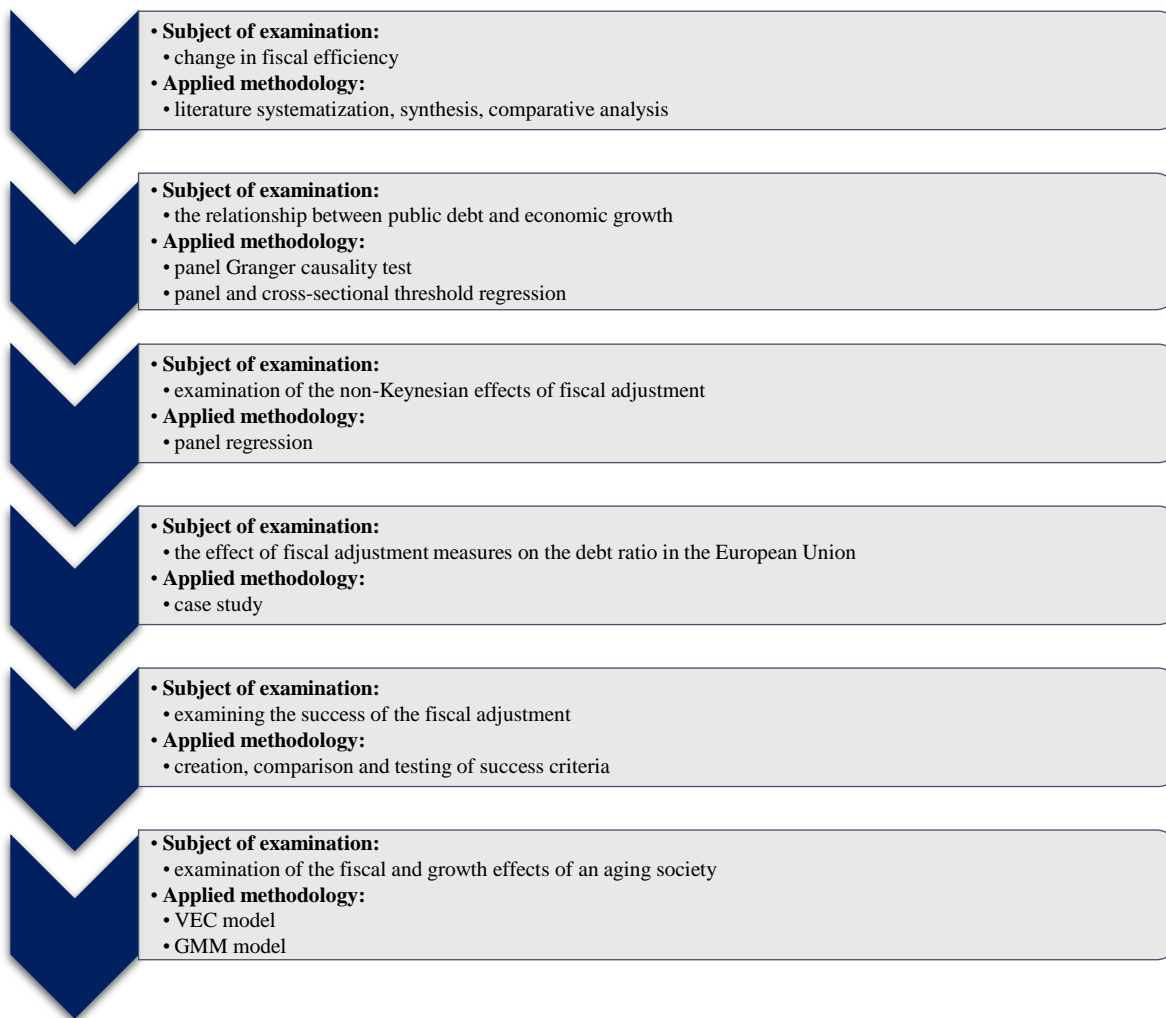 • Subject of examination:
• change in fiscal efficiency
• Applied methodology:
• literature systematization, synthesis, comparative analysis
• Subject of examination:
• the relationship between public debt and economic growth
• Applied methodology:
• panel Granger causality test
• panel and cross-sectional threshold regression
• Subject of examination:
• examination of the non-Keynesian effects of fiscal adjustment
• Applied methodology:
• panel regression
• Subject of examination:
• the effect of fiscal adjustment measures on the debt ratio in the European Union
• Applied methodology:
• case study
• Subject of examination:
• examining the success of the fiscal adjustment
• Applied methodology:
• creation, comparison and testing of success criteria
• Subject of examination:
• examination of the fiscal and growth effects of an aging society
• Applied methodology:
• VEC model
• GMM model